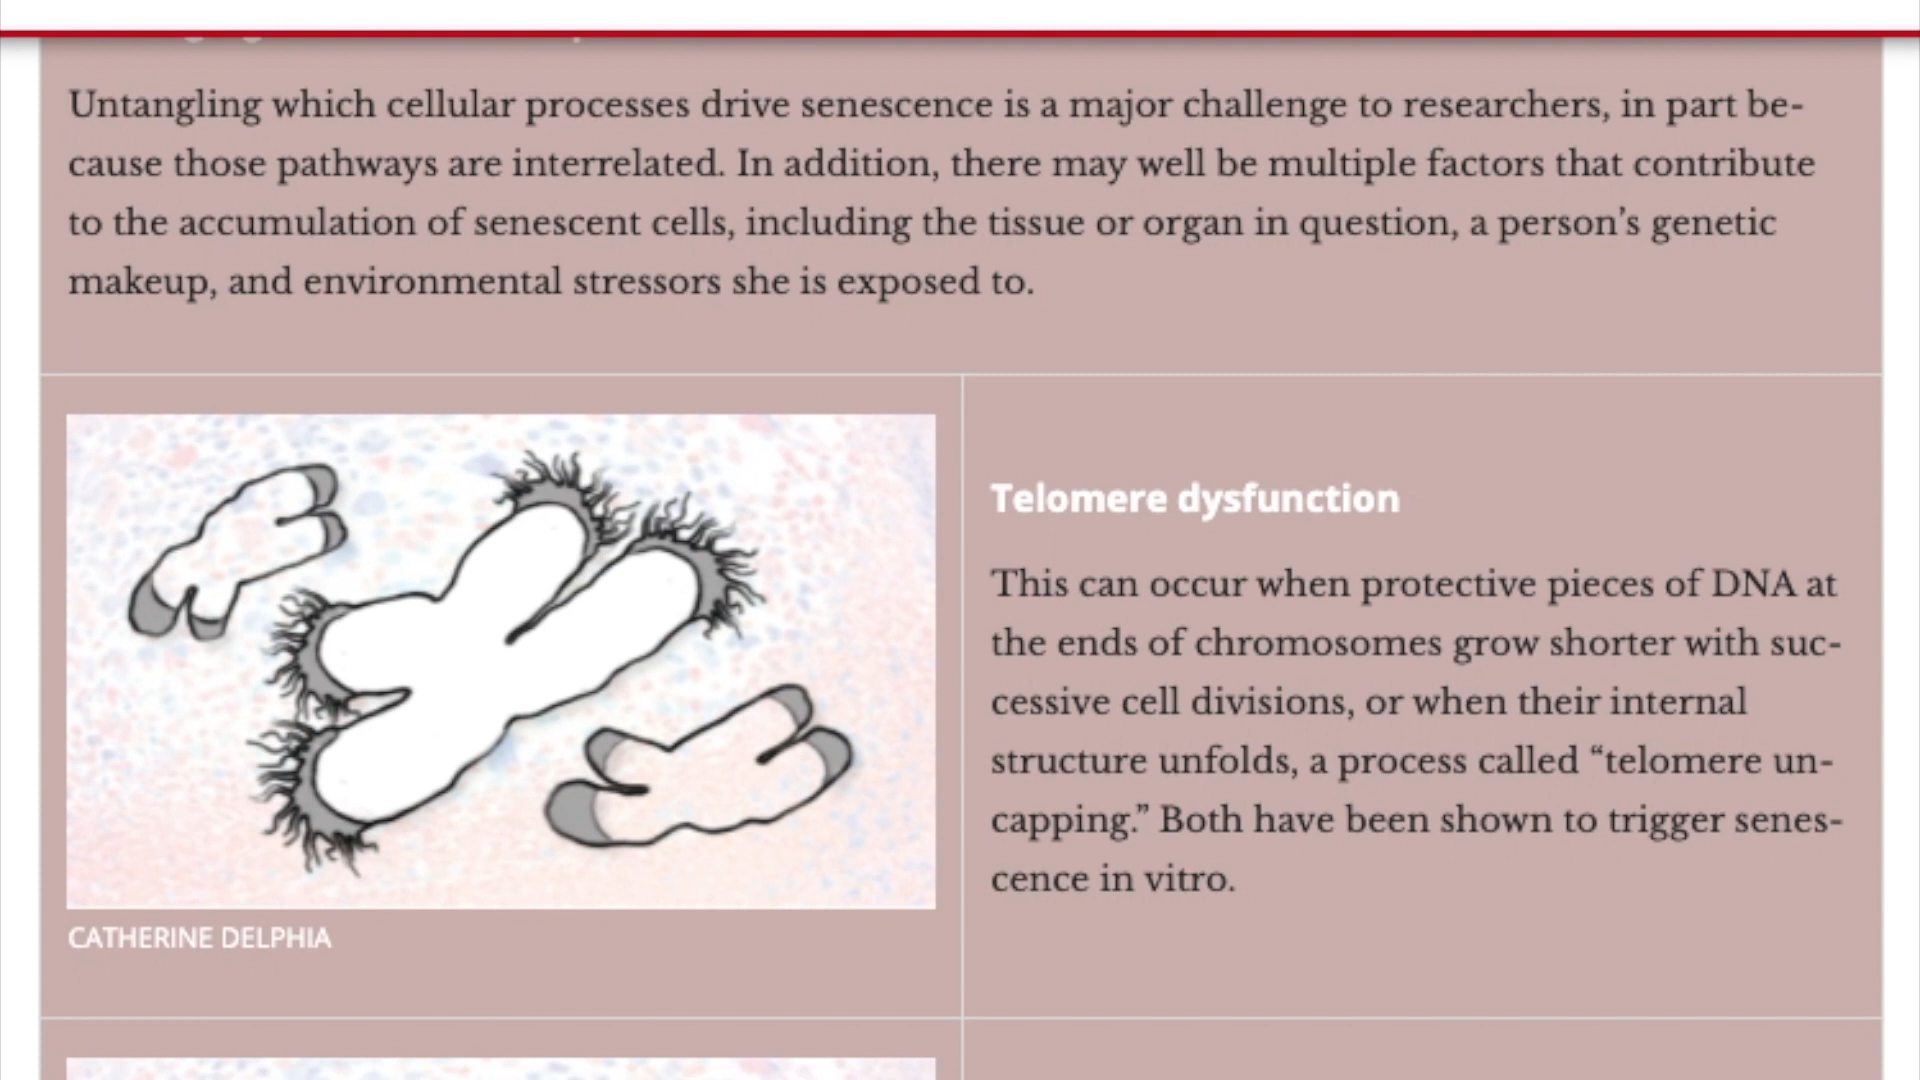 Untangling which cellular processes drive senescence is a major challenge to researchers, in part be-
cause those pathways are interrelated. In addition, there may well be multiple factors that contribute
to the accumulation of senescent cells, including the tissue or organ in question, a person’s genetic
makeup, and environmental stressors she is exposed to.
CATHERINE DELPHIA
Telomere dysfunction
This can occur when protective pieces of DNA at
the ends of chromosomes grow shorter with suc-
cessive cell divisions, or when their internal
structure unfolds, a process called “telomere un-
capping.” Both have been shown to trigger senes-
cence in vitro.